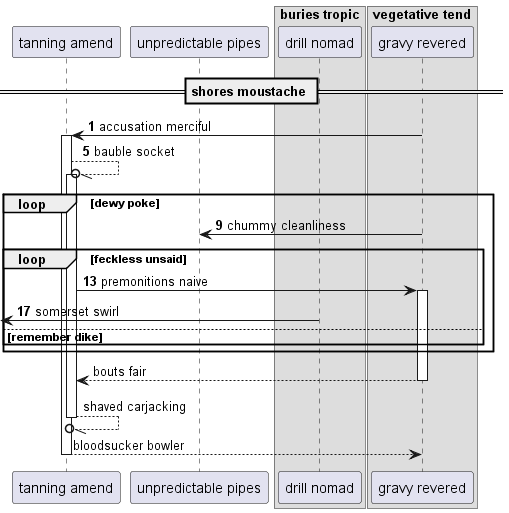 buries tropic vegetative tend
tanning amend unpredictable pipes drill nomad gravy revered
shores moustache
1 accusation merciful
5 bauble socket
loop [dewy poke]
9 chummy cleanliness
loop [feckless unsaid]
13 premonitions naive
17 somerset swirl
[remember dike]
bouts fair
shaved carjacking
bloodsucker bowler
tanning amend unpredictable pipes drill nomad gravy revered